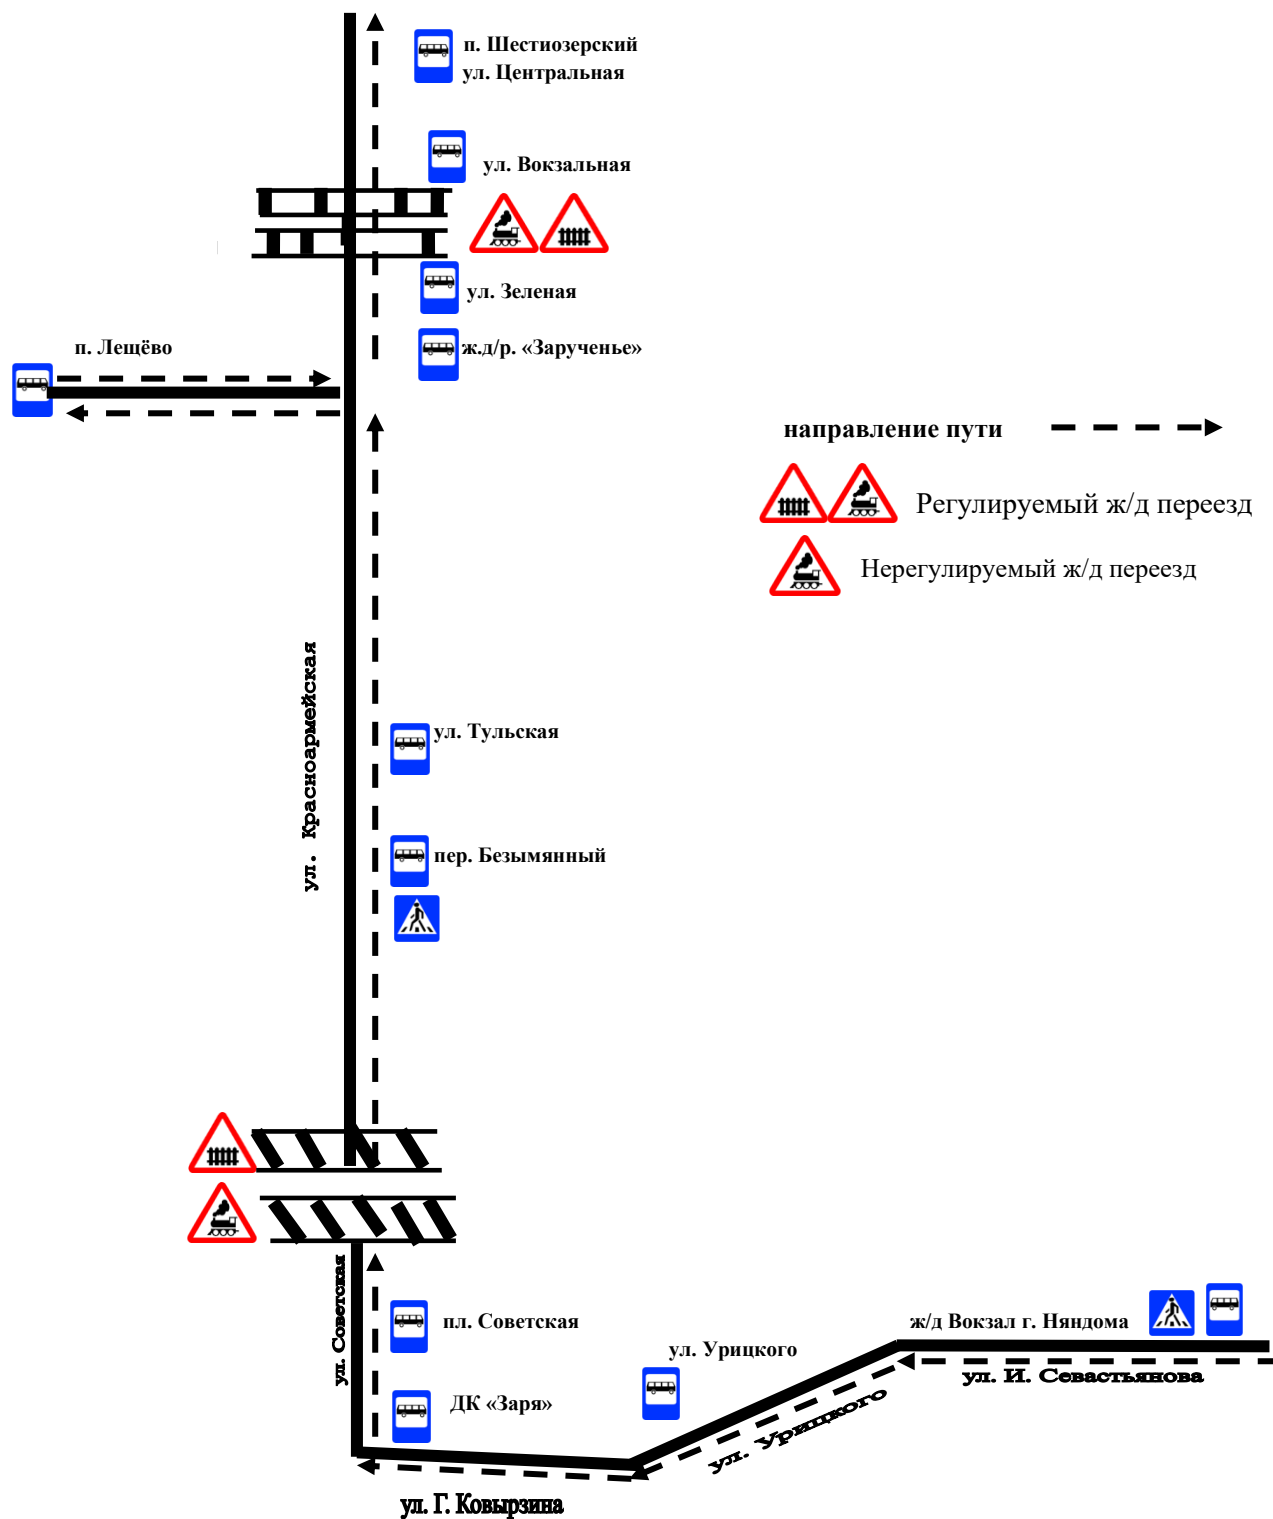 п. Шестиозерский
ул. Центральная
ул. Вокзальная
ул. Зеленая
ж.д/р. «Зарученье»
п. Лещёво
направление пути
Регулируемый ж/д переезд
Нерегулируемый ж/д переезд
ул. Красноармейская
ул. Тульская
пер. Безымянный
ул. Советская
пл. Советская
ж/д Вокзал г. Няндома
ул. Урицкого
ул. И. Севастьянова
ДК «Заря»
ул. Урицкого
ул. Г. Ковырзина